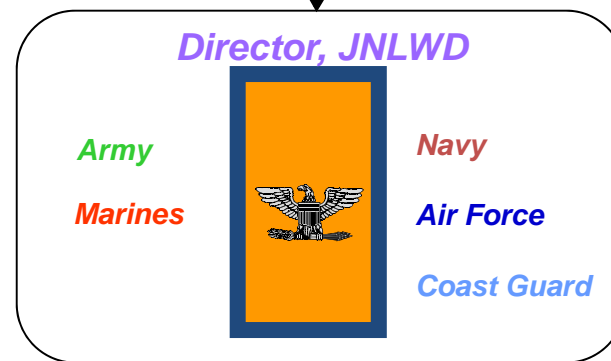 Director, JNLWD
Army
Marines
Navy
Air Force
Coast Guard